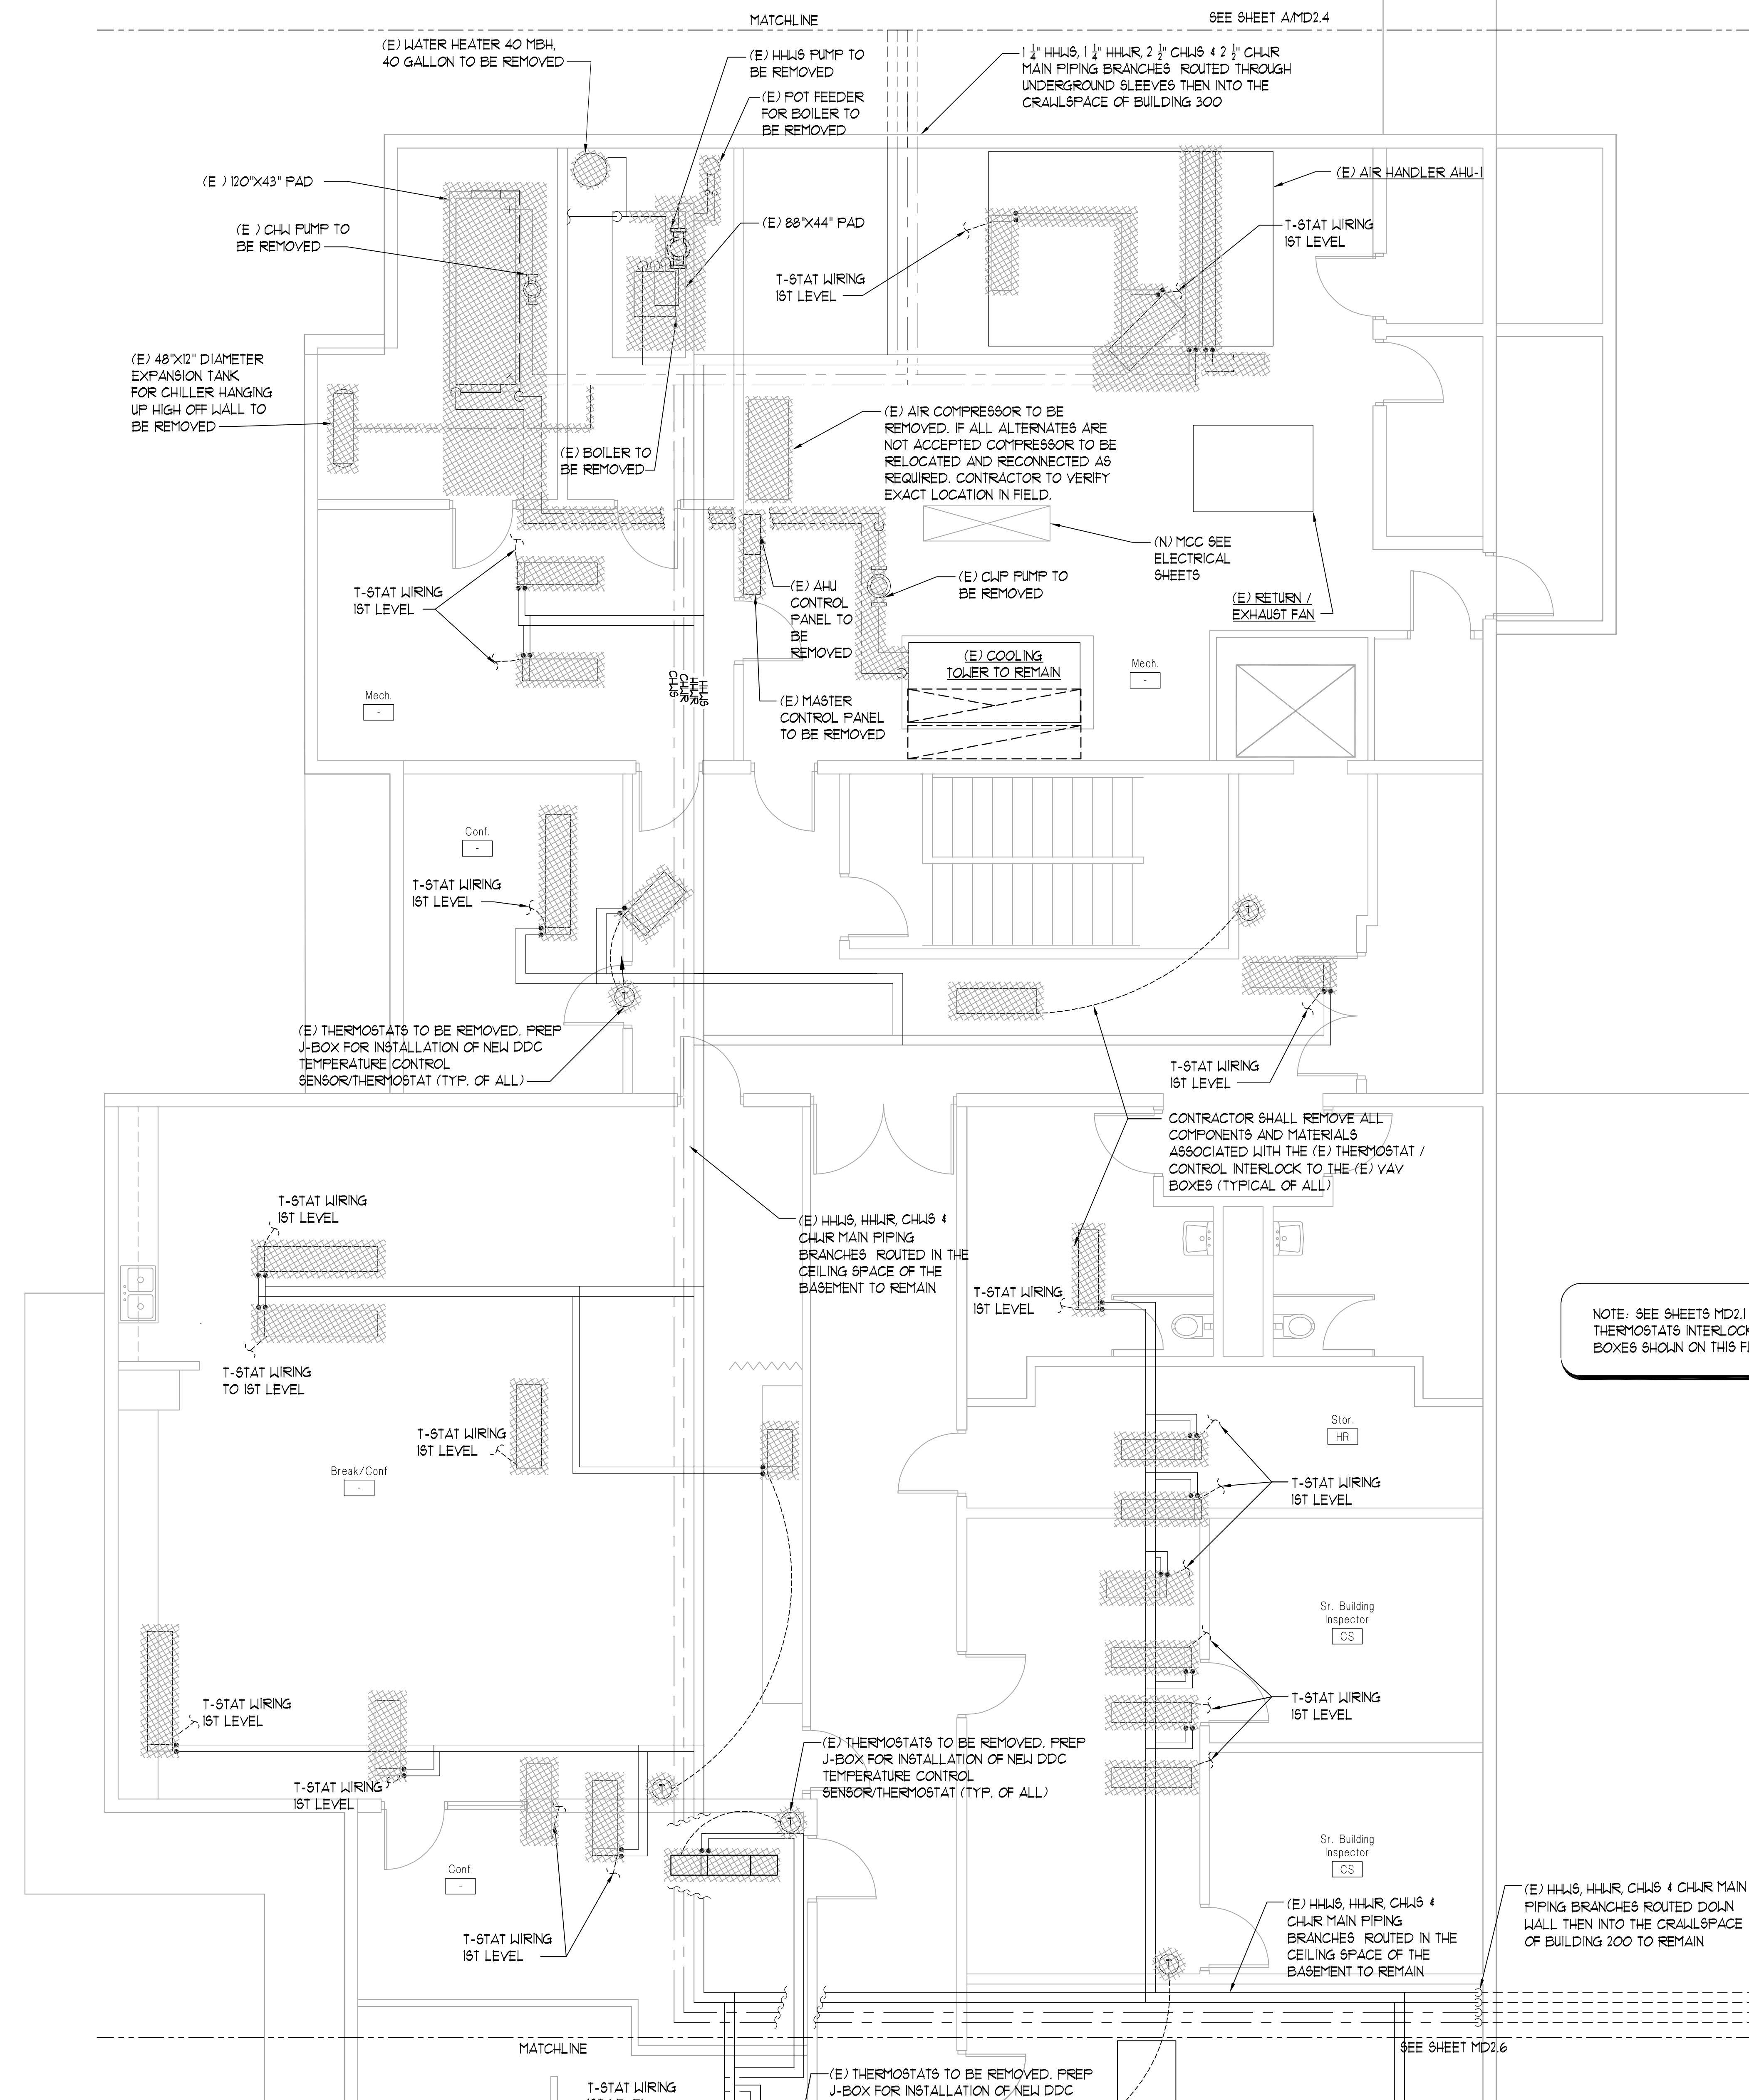 MATCHLINE
SEE SHEET A/MD2.4
(E) WATER HEATER 40 MBH,
40 GALLON TO BE REMOVED
(E) HHWS PUMP TO
BE REMOVED
(E) POT FEEDER
FOR BOILER TO
BE REMOVED
1 1/4" HHWS, 1 1/4" HHWR, 2 1/2" CHWS & 2 1/2" CHWR
MAIN PIPING BRANCHES ROUTED THROUGH
UNDERGROUND SLEEVES THEN INTO THE
CRAWLSPACE OF BUILDING 300
(E ) 120"X43" PAD
(E) AIR HANDLER AHU-1
(E ) CHW PUMP TO
BE REMOVED
(E) 88"X44" PAD
T-STAT WIRING
1ST LEVEL
T-STAT WIRING
1ST LEVEL
(E) 48"X12" DIAMETER
EXPANSION TANK
FOR CHILLER HANGING
UP HIGH OFF WALL TO
BE REMOVED
(E) BOILER TO
BE REMOVED
(E) AIR COMPRESSOR TO BE
REMOVED. IF ALL ALTERNATES ARE
NOT ACCEPTED COMPRESSOR TO BE
RELOCATED AND RECONNECTED AS
REQUIRED. CONTRACTOR TO VERIFY
EXACT LOCATION IN FIELD.
(N) MCC SEE
ELECTRICAL
SHEETS
T-STAT WIRING
1ST LEVEL
(E) AHU
CONTROL
PANEL TO
BE
REMOVED
(E) CWP PUMP TO
BE REMOVED
(E) RETURN /
EXHAUST FAN
(E) COOLING
TOWER TO REMAIN
Mech.
-
Mech.
-
CHWS
CHWR
HHWR
HHWS
(E) MASTER
CONTROL PANEL
TO BE REMOVED
Conf.
-
T-STAT WIRING
1ST LEVEL
T
T
(E) THERMOSTATS TO BE REMOVED. PREP
J-BOX FOR INSTALLATION OF NEW DDC
TEMPERATURE CONTROL
SENSOR/THERMOSTAT (TYP. OF ALL)
T-STAT WIRING
1ST LEVEL
CONTRACTOR SHALL REMOVE ALL
COMPONENTS AND MATERIALS
ASSOCIATED WITH THE (E) THERMOSTAT /
CONTROL INTERLOCK TO THE (E) VAV
BOXES (TYPICAL OF ALL)
T-STAT WIRING
1ST LEVEL
(E) HHWS, HHWR, CHWS &
CHWR MAIN PIPING
BRANCHES ROUTED IN THE
CEILING SPACE OF THE
BASEMENT TO REMAIN
T-STAT WIRING
1ST LEVEL
NOTE: SEE SHEETS MD2.1
THERMOSTATS INTERLOCK
BOXES SHOWN ON THIS
T-STAT WIRING
TO 1ST LEVEL
T-STAT WIRING
1ST LEVEL
Break/Conf
-
Stor.
HR
T-STAT WIRING
1ST LEVEL
Sr. Building
Inspector
CS
T-STAT WIRING
1ST LEVEL
T-STAT WIRING
1ST LEVEL
T-STAT WIRING
1ST LEVEL
T
(E) THERMOSTATS TO BE REMOVED. PREP
J-BOX FOR INSTALLATION OF NEW DDC
TEMPERATURE CONTROL
SENSOR/THERMOSTAT (TYP. OF ALL)
T
Sr. Building
Inspector
CS
Conf.
-
T-STAT WIRING
1ST LEVEL
(E) HHWS, HHWR, CHWS &
CHWR MAIN PIPING
BRANCHES ROUTED IN THE
CEILING SPACE OF THE
BASEMENT TO REMAIN
(E) HHWS, HHWR, CHWS & CHWR MAIN
PIPING BRANCHES ROUTED DOWN
WALL THEN INTO THE CRAWLSPACE
OF BUILDING 200 TO REMAIN
T
MATCHLINE
SEE SHEET MD2.6
T-STAT WIRING
(E) THERMOSTATS TO BE REMOVED. PREP
J-BOX FOR INSTALLATION OF NEW DDC